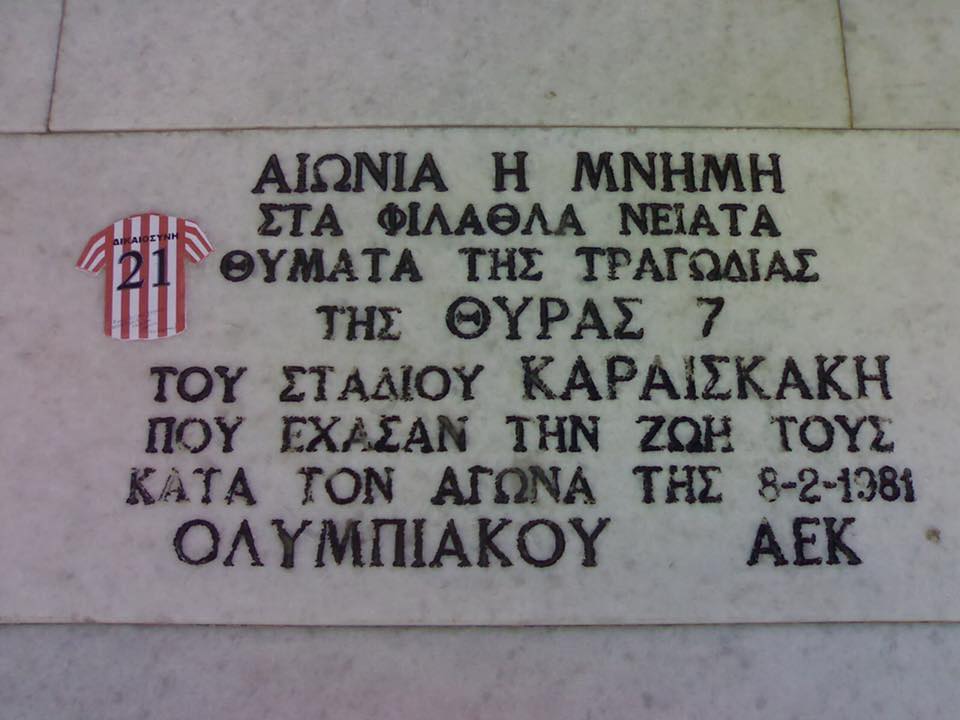 ΑΙΩΝΙΑ Η ΜΝΗΜΗ
ΣΤΑ ΦΙΛΑΘΛΑ ΝΕΙΑΤΑ
ΘΥΜΑΤΑ ΤΗΣ ΤΡΑΓΩΔΙΑΣ
ΤΗΣ ΘΥΡΑΣ 7
ΤΟΥ ΣΤΑΔΙΟΥ ΚΑΡΑΙΣΚΑΚΗ
ΠΟΥ ΕΧΑΣΑΝ ΤΗΝ ΖΩΗ ΤΟΥΣ
ΚΑΤΑ ΤΟΝ ΑΓΩΝΑ ΤΗΣ 8-2-1981
ΟΛΥΜΠΙΑΚΟΥ ΑΕΚ
ΔΙΚΑΙΟΣΥΝΗ
21